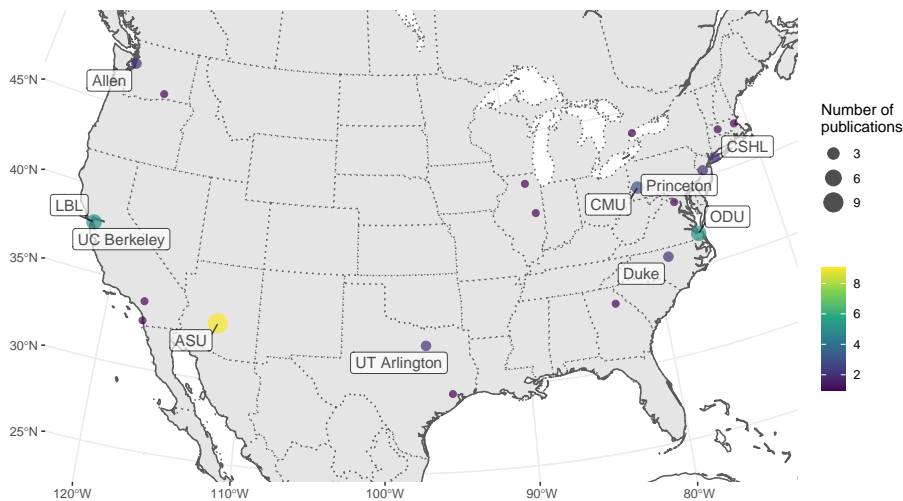 45°N
40°N
35°N
30°N
25°N
120°W
110°W
100°W
90°W
80°W
Allen
LBL
UC Berkeley
ASU
UT Arlington
CMU
Princeton
CSHL
ODU
Duke
Number of
publications
3
6
9
8
6
4
2